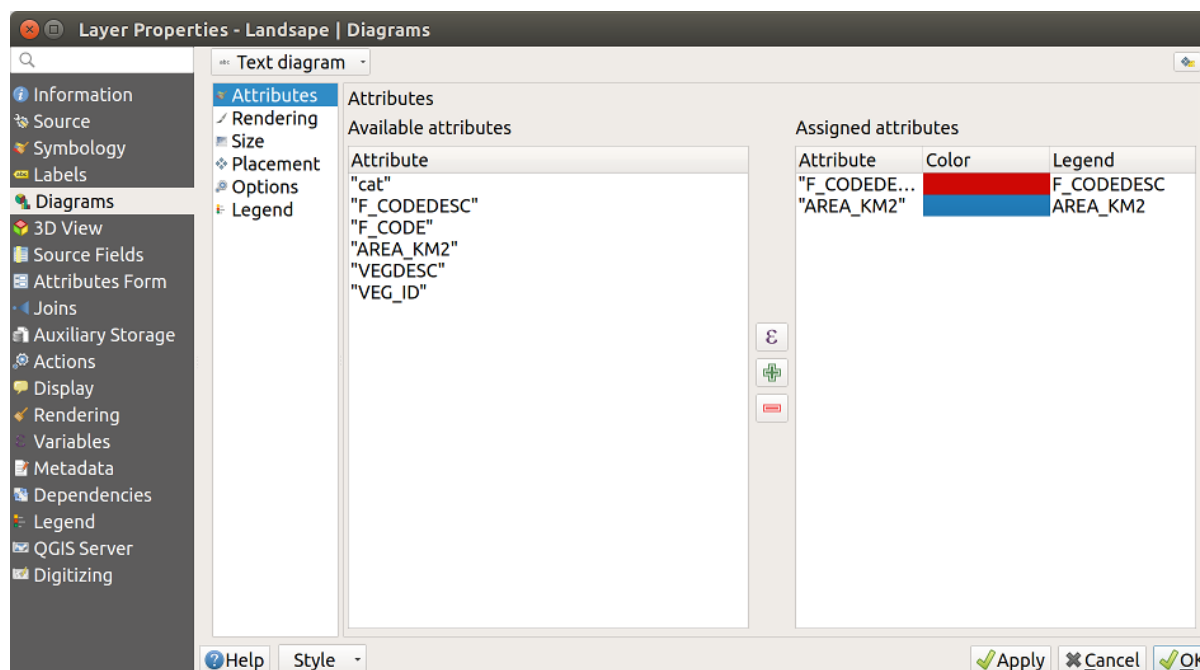 Layer Properties - Landsape | Diagrams
Text diagram
Information
Source
Symbology
Labels
Diagrams
3D View
Source Fields
Attributes Form
Joins
Auxiliary Storage
Actions
Display
Rendering
Variables
Metadata
Dependencies
Legend
QGIS Server
Digitizing
Attributes
Rendering
Size
Placement
Options
Legend
Attributes
Available attributes
Attribute
"cat"
"F_CODEDESC"
"F_CODE"
"AREA_KM2"
"VEGDESC"
"VEG_ID"
ε
Assigned attributes
Attribute Color Legend
"F_CODEDE... F_CODEDESC
"AREA_KM2" AREA_KM2
Help Style Apply Cancel OK